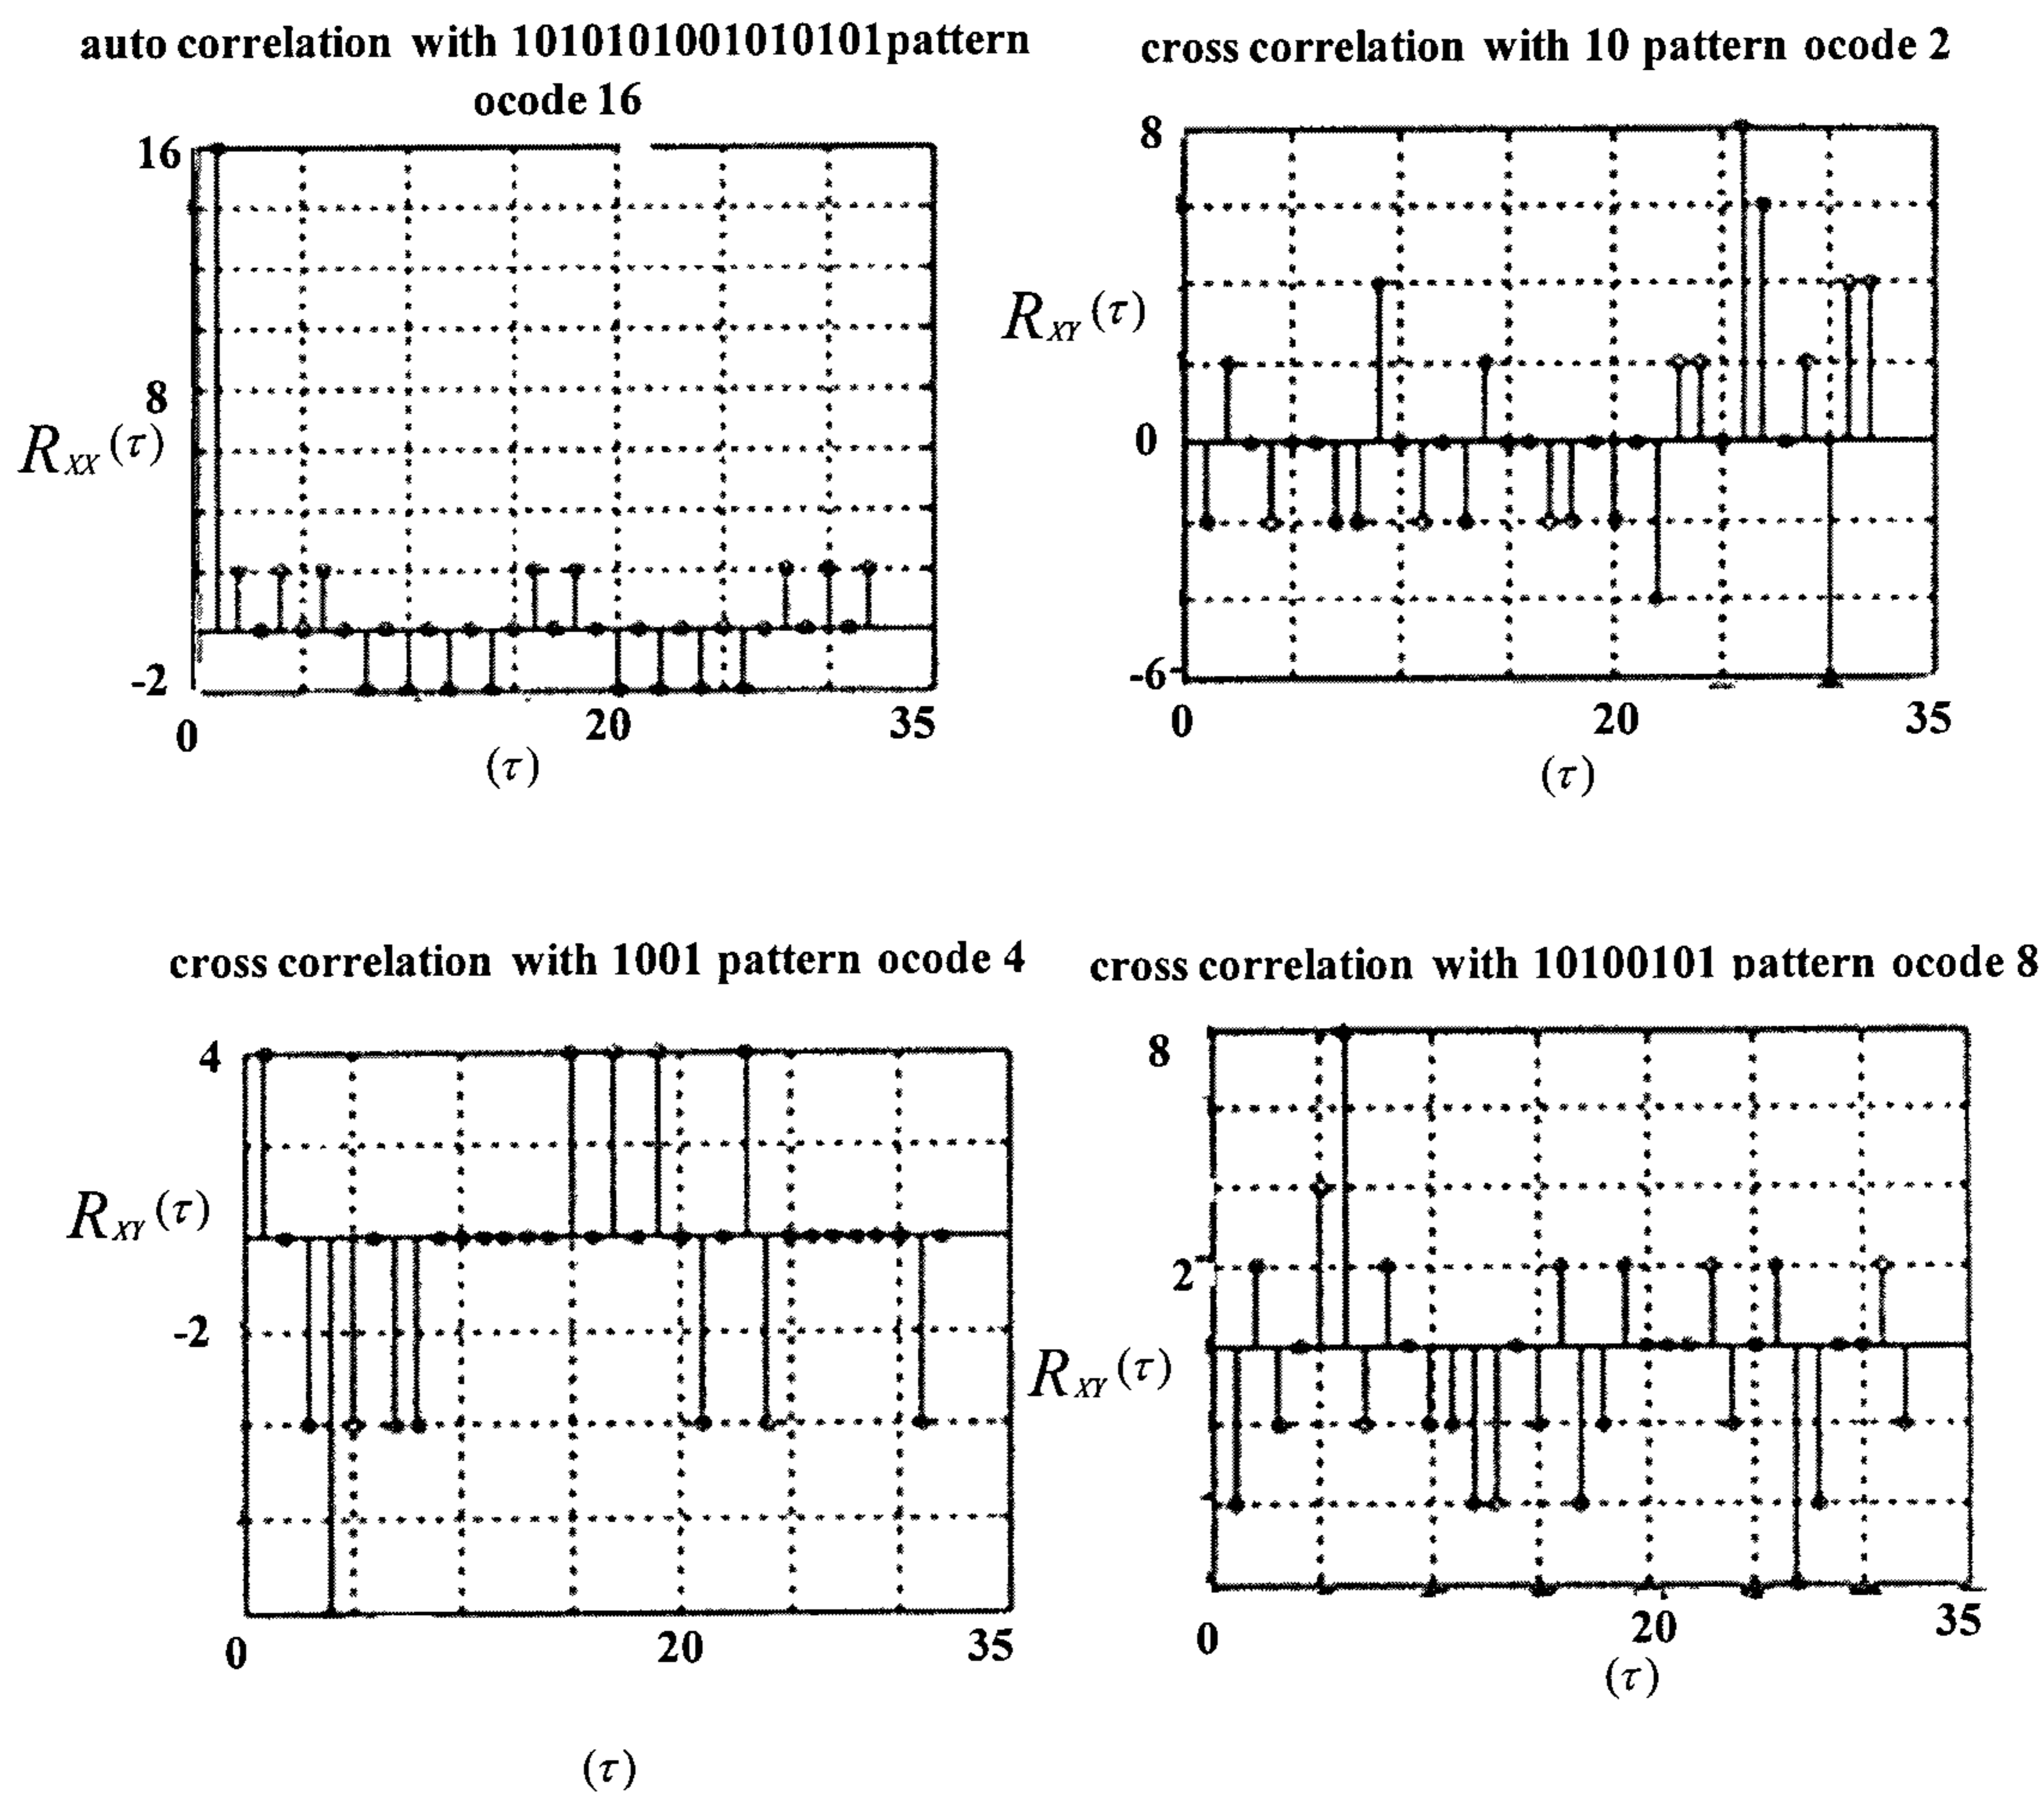 auto correlation with 1010101001010101pattern
ocode 16
16
8
R_XX(τ)
-2
0
20
35
(τ)
cross correlation with 10 pattern ocode 2
8
R_XY(τ)
0
-6
0
20
35
(τ)
cross correlation with 1001 pattern ocode 4
4
R_XY(τ)
-2
0
20
35
(τ)
cross correlation with 10100101 pattern ocode 8
8
2
R_XY(τ)
0
20
35
(τ)